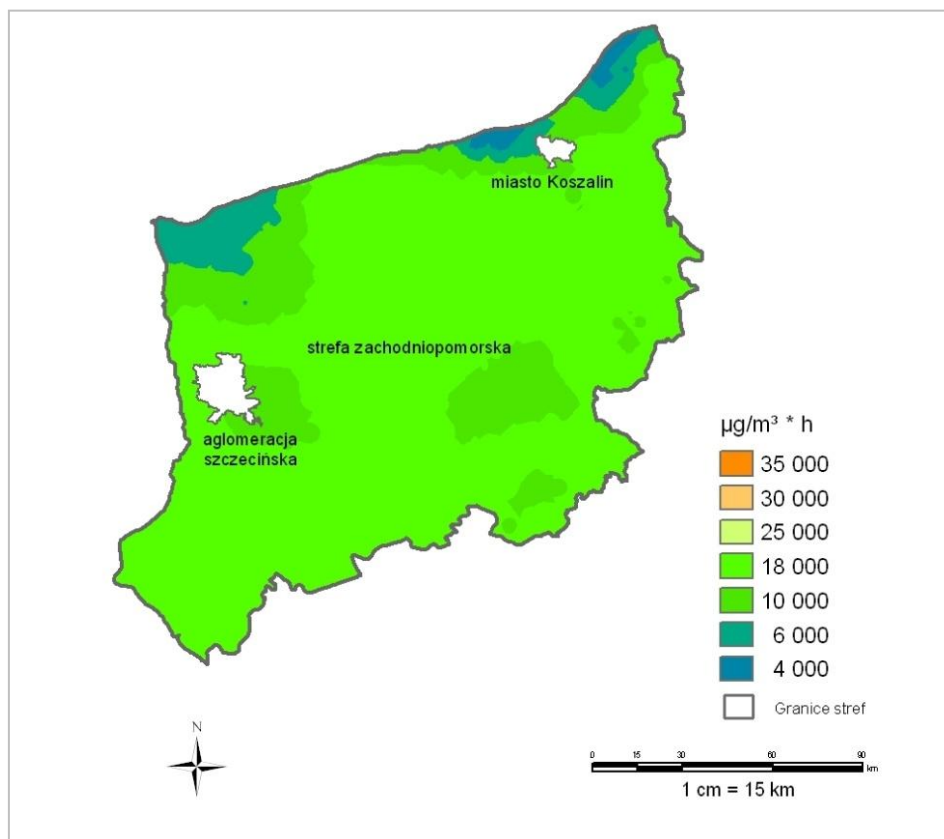 miasto Koszalin
strefa zachodniopomorska
aglomeracja
szczecińska
µg/m³ * h
35 000
30 000
25 000
18 000
10 000
6 000
4 000
Granice stref
N
0 15 30 60 90
km
1 cm = 15 km